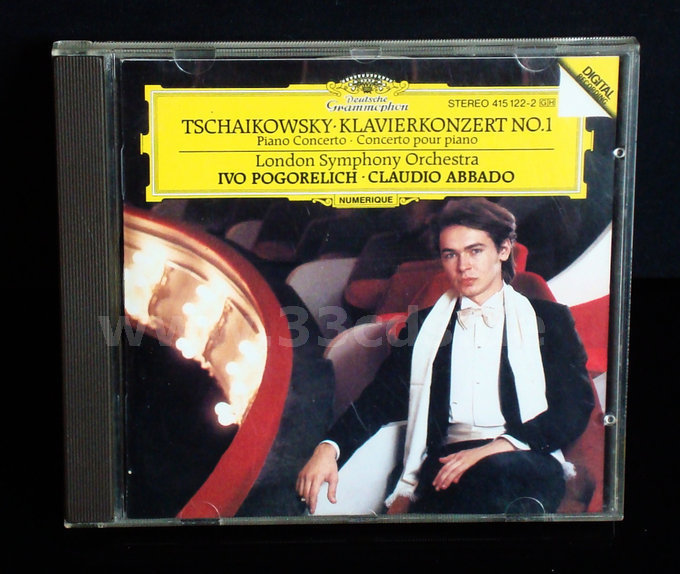 Deutsche
Grammophon
STEREO 415 122-2 GH
DIGITAL
RECORDING
TSCHAIKOWSKY · KLAVIERKONZERT NO.1
Piano Concerto · Concerto pour piano
London Symphony Orchestra
IVO POGORELICH · CLAUDIO ABBADO
NUMERIQUE